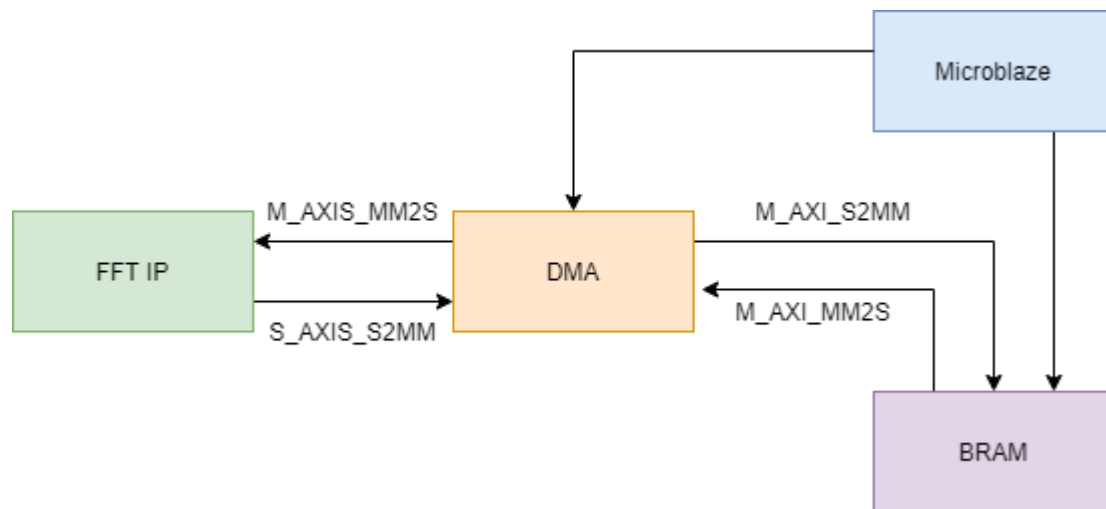 Microblaze
M_AXIS_MM2S
M_AXI_S2MM
FFT IP
DMA
M_AXI_MM2S
S_AXIS_S2MM
BRAM